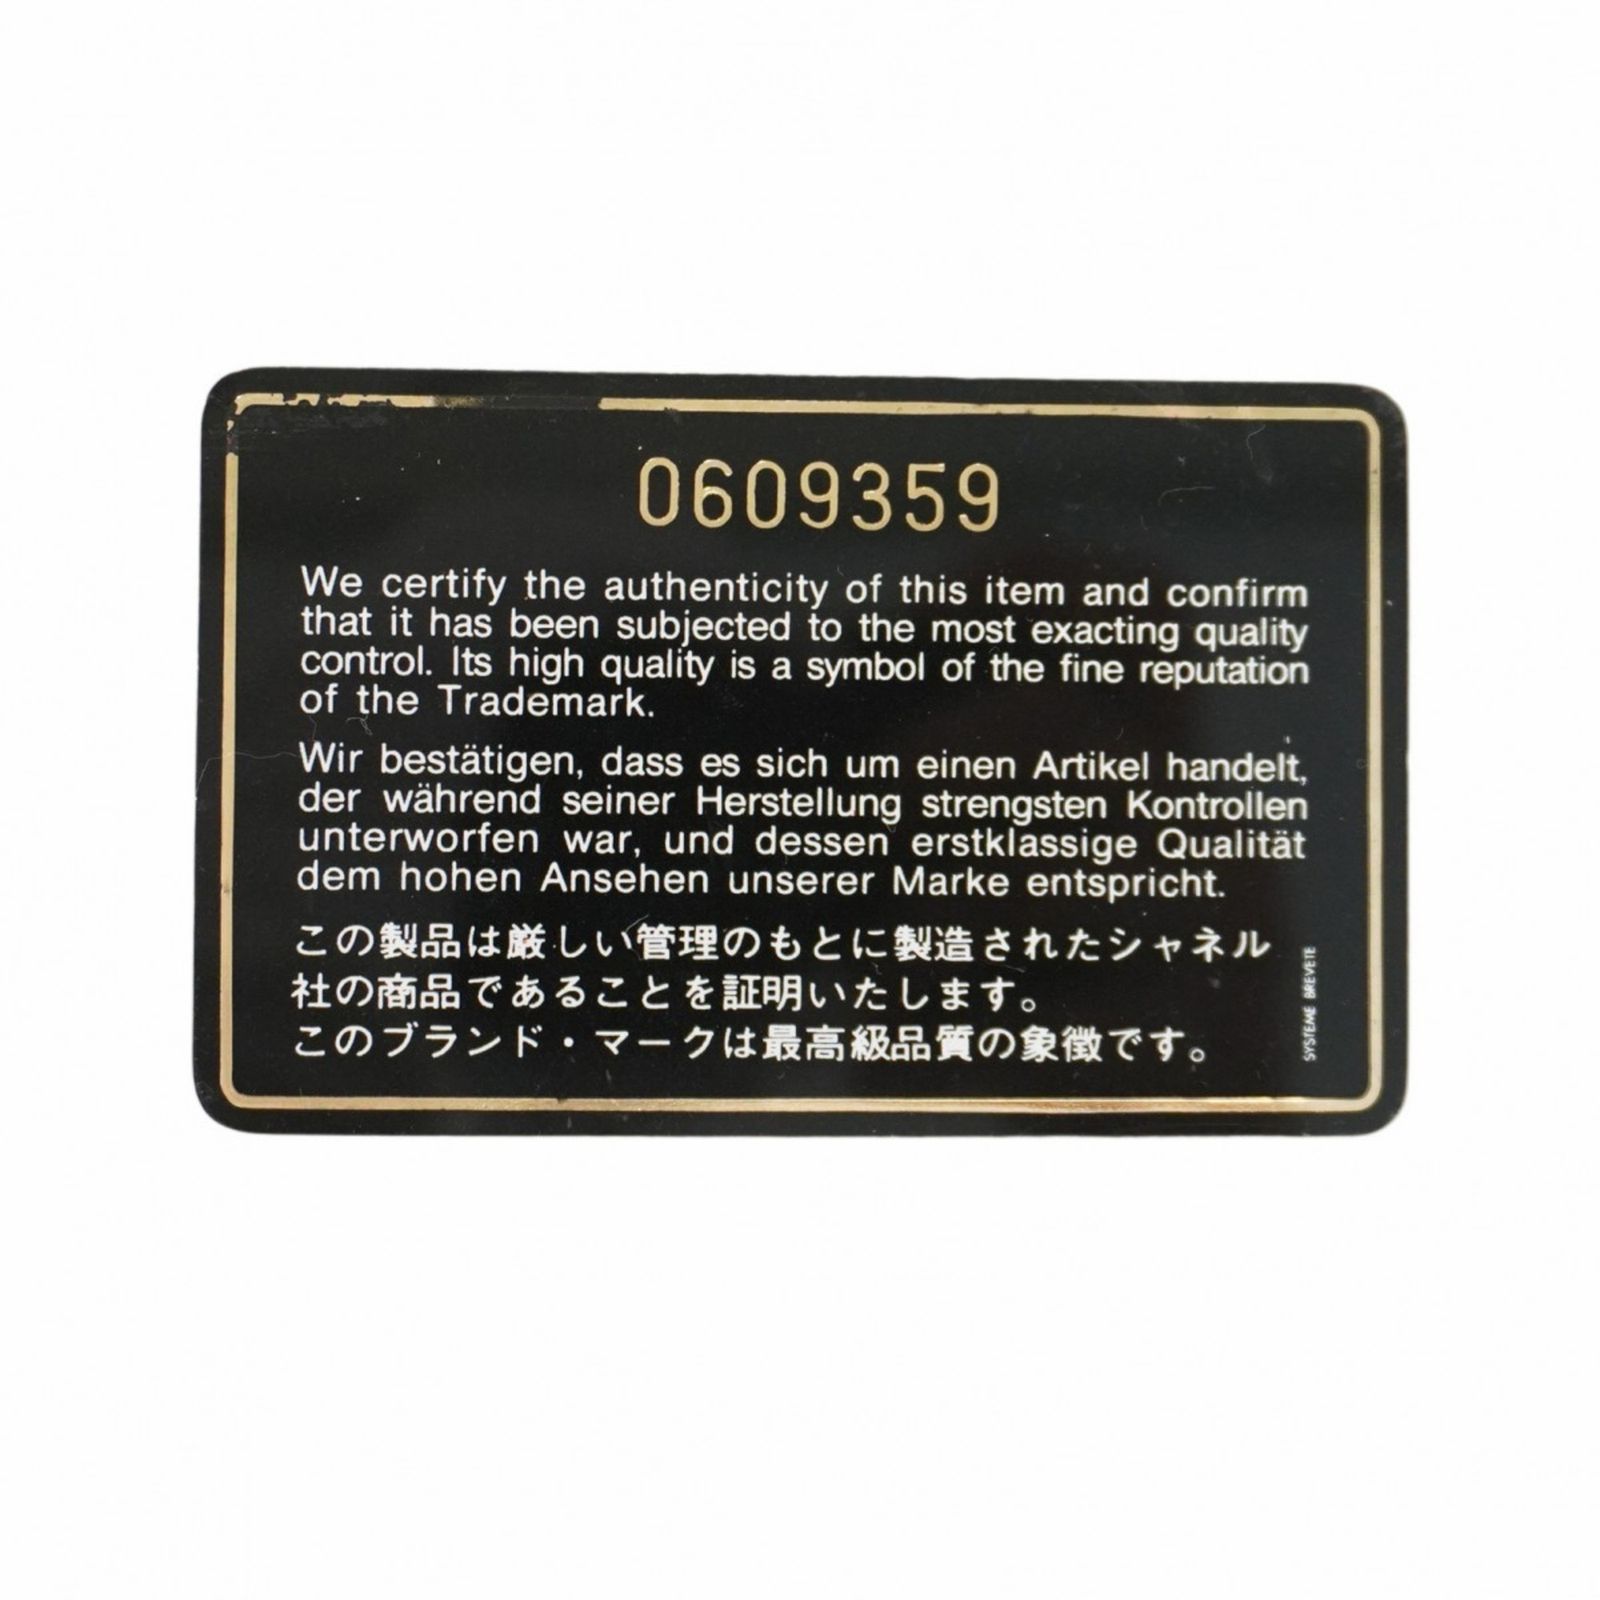 0609359
We certify the authenticity of this item and confirm
that it has been subjected to the most exacting quality
control. Its high quality is a symbol of the fine reputation
of the Trademark.
Wir bestätigen, dass es sich um einen Artikel handelt,
der während seiner Herstellung strengsten Kontrollen
unterworfen war, und dessen erstklassige Qualität
dem hohen Ansehen unserer Marke entspricht.
この製品は厳しい管理のもとに製造されたシャネル
社の商品であることを証明いたします。
このブランド・マークは最高級品質の象徴です。
SYSTEME BREVETE